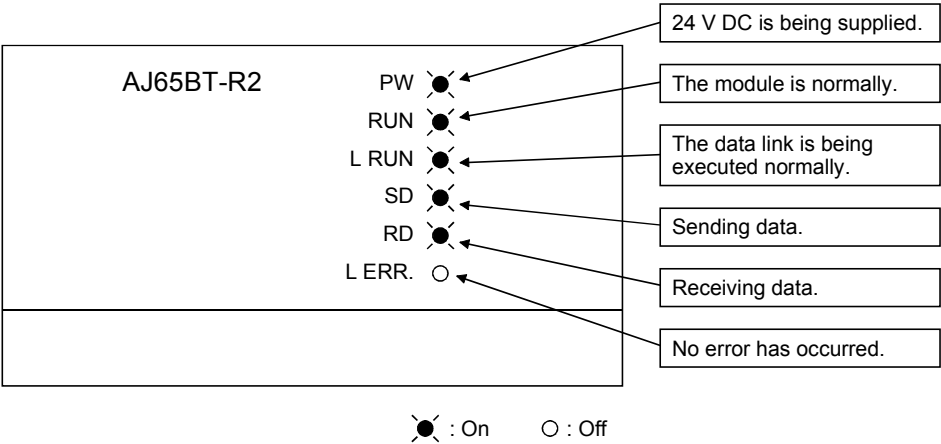 AJ65BT-R2
PW
RUN
L RUN
SD
RD
L ERR.
24 V DC is being supplied.
The module is normally.
The data link is being
executed normally.
Sending data.
Receiving data.
No error has occurred.
: On
: Off